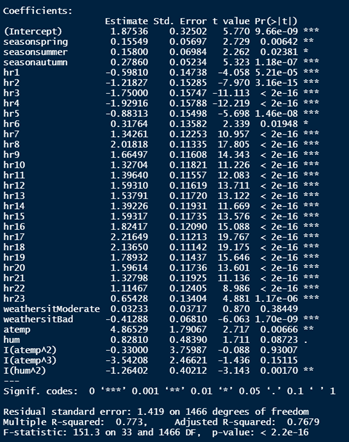 Coefficients:
Estimate Std. Error t value Pr(>|t|)
(Intercept) 1.87536 0.32502 5.770 9.66e-09 ***
seasonspring 0.15549 0.05697 2.729 0.00642 **
seasonsummer 0.15800 0.06984 2.262 0.02381 *
seasonautumn 0.27860 0.05234 5.323 1.18e-07 ***
hr1 -0.59810 0.14738 -4.058 5.21e-05 ***
hr2 -1.21827 0.15285 -7.970 3.16e-15 ***
hr3 -1.75000 0.15747 -11.113 < 2e-16 ***
hr4 -1.92916 0.15788 -12.219 < 2e-16 ***
hr5 -0.88313 0.15498 -5.698 1.46e-08 ***
hr6 0.31764 0.13582 2.339 0.01948 *
hr7 1.34261 0.12253 10.957 < 2e-16 ***
hr8 2.01818 0.11335 17.805 < 2e-16 ***
hr9 1.66497 0.11608 14.343 < 2e-16 ***
hr10 1.32704 0.11821 11.226 < 2e-16 ***
hr11 1.39640 0.11557 12.083 < 2e-16 ***
hr12 1.59310 0.11619 13.711 < 2e-16 ***
hr13 1.53791 0.11720 13.122 < 2e-16 ***
hr14 1.39226 0.11931 11.669 < 2e-16 ***
hr15 1.59317 0.11735 13.576 < 2e-16 ***
hr16 1.82417 0.12090 15.088 < 2e-16 ***
hr17 2.21649 0.11213 19.767 < 2e-16 ***
hr18 2.13650 0.11142 19.175 < 2e-16 ***
hr19 1.78932 0.11437 15.646 < 2e-16 ***
hr20 1.59614 0.11736 13.601 < 2e-16 ***
hr21 1.32798 0.11925 11.136 < 2e-16 ***
hr22 1.11467 0.12405 8.986 < 2e-16 ***
hr23 0.65428 0.13404 4.881 1.17e-06 ***
weathersitModerate 0.03233 0.03717 0.870 0.38449
weathersitBad -0.41288 0.06810 -6.063 1.70e-09 ***
atemp 4.86529 1.79067 2.717 0.00666 **
hum 0.82810 0.48390 1.711 0.08723 .
I(atemp^2) -0.33000 3.75987 -0.088 0.93007
I(atemp^3) -3.54208 2.46621 -1.436 0.15115
I(hum^2) -1.26402 0.40212 -3.143 0.00170 **
---
Signif. codes: 0 '***' 0.001 '**' 0.01 '*' 0.05 '.' 0.1 ' ' 1
Residual standard error: 1.419 on 1466 degrees of freedom
Multiple R-squared: 0.773, Adjusted R-squared: 0.7679
F-statistic: 151.3 on 33 and 1466 DF, p-value: < 2.2e-16